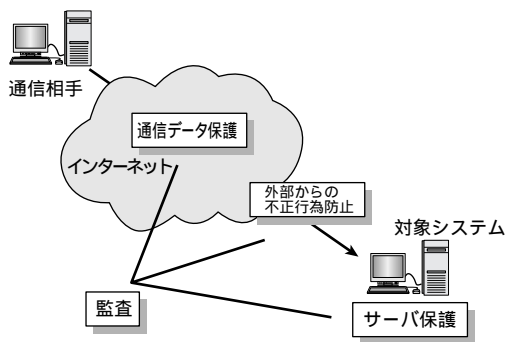 通信相手
通信データ保護
インターネット
外部からの
不正行為防止
対象システム
監査
サーバ保護